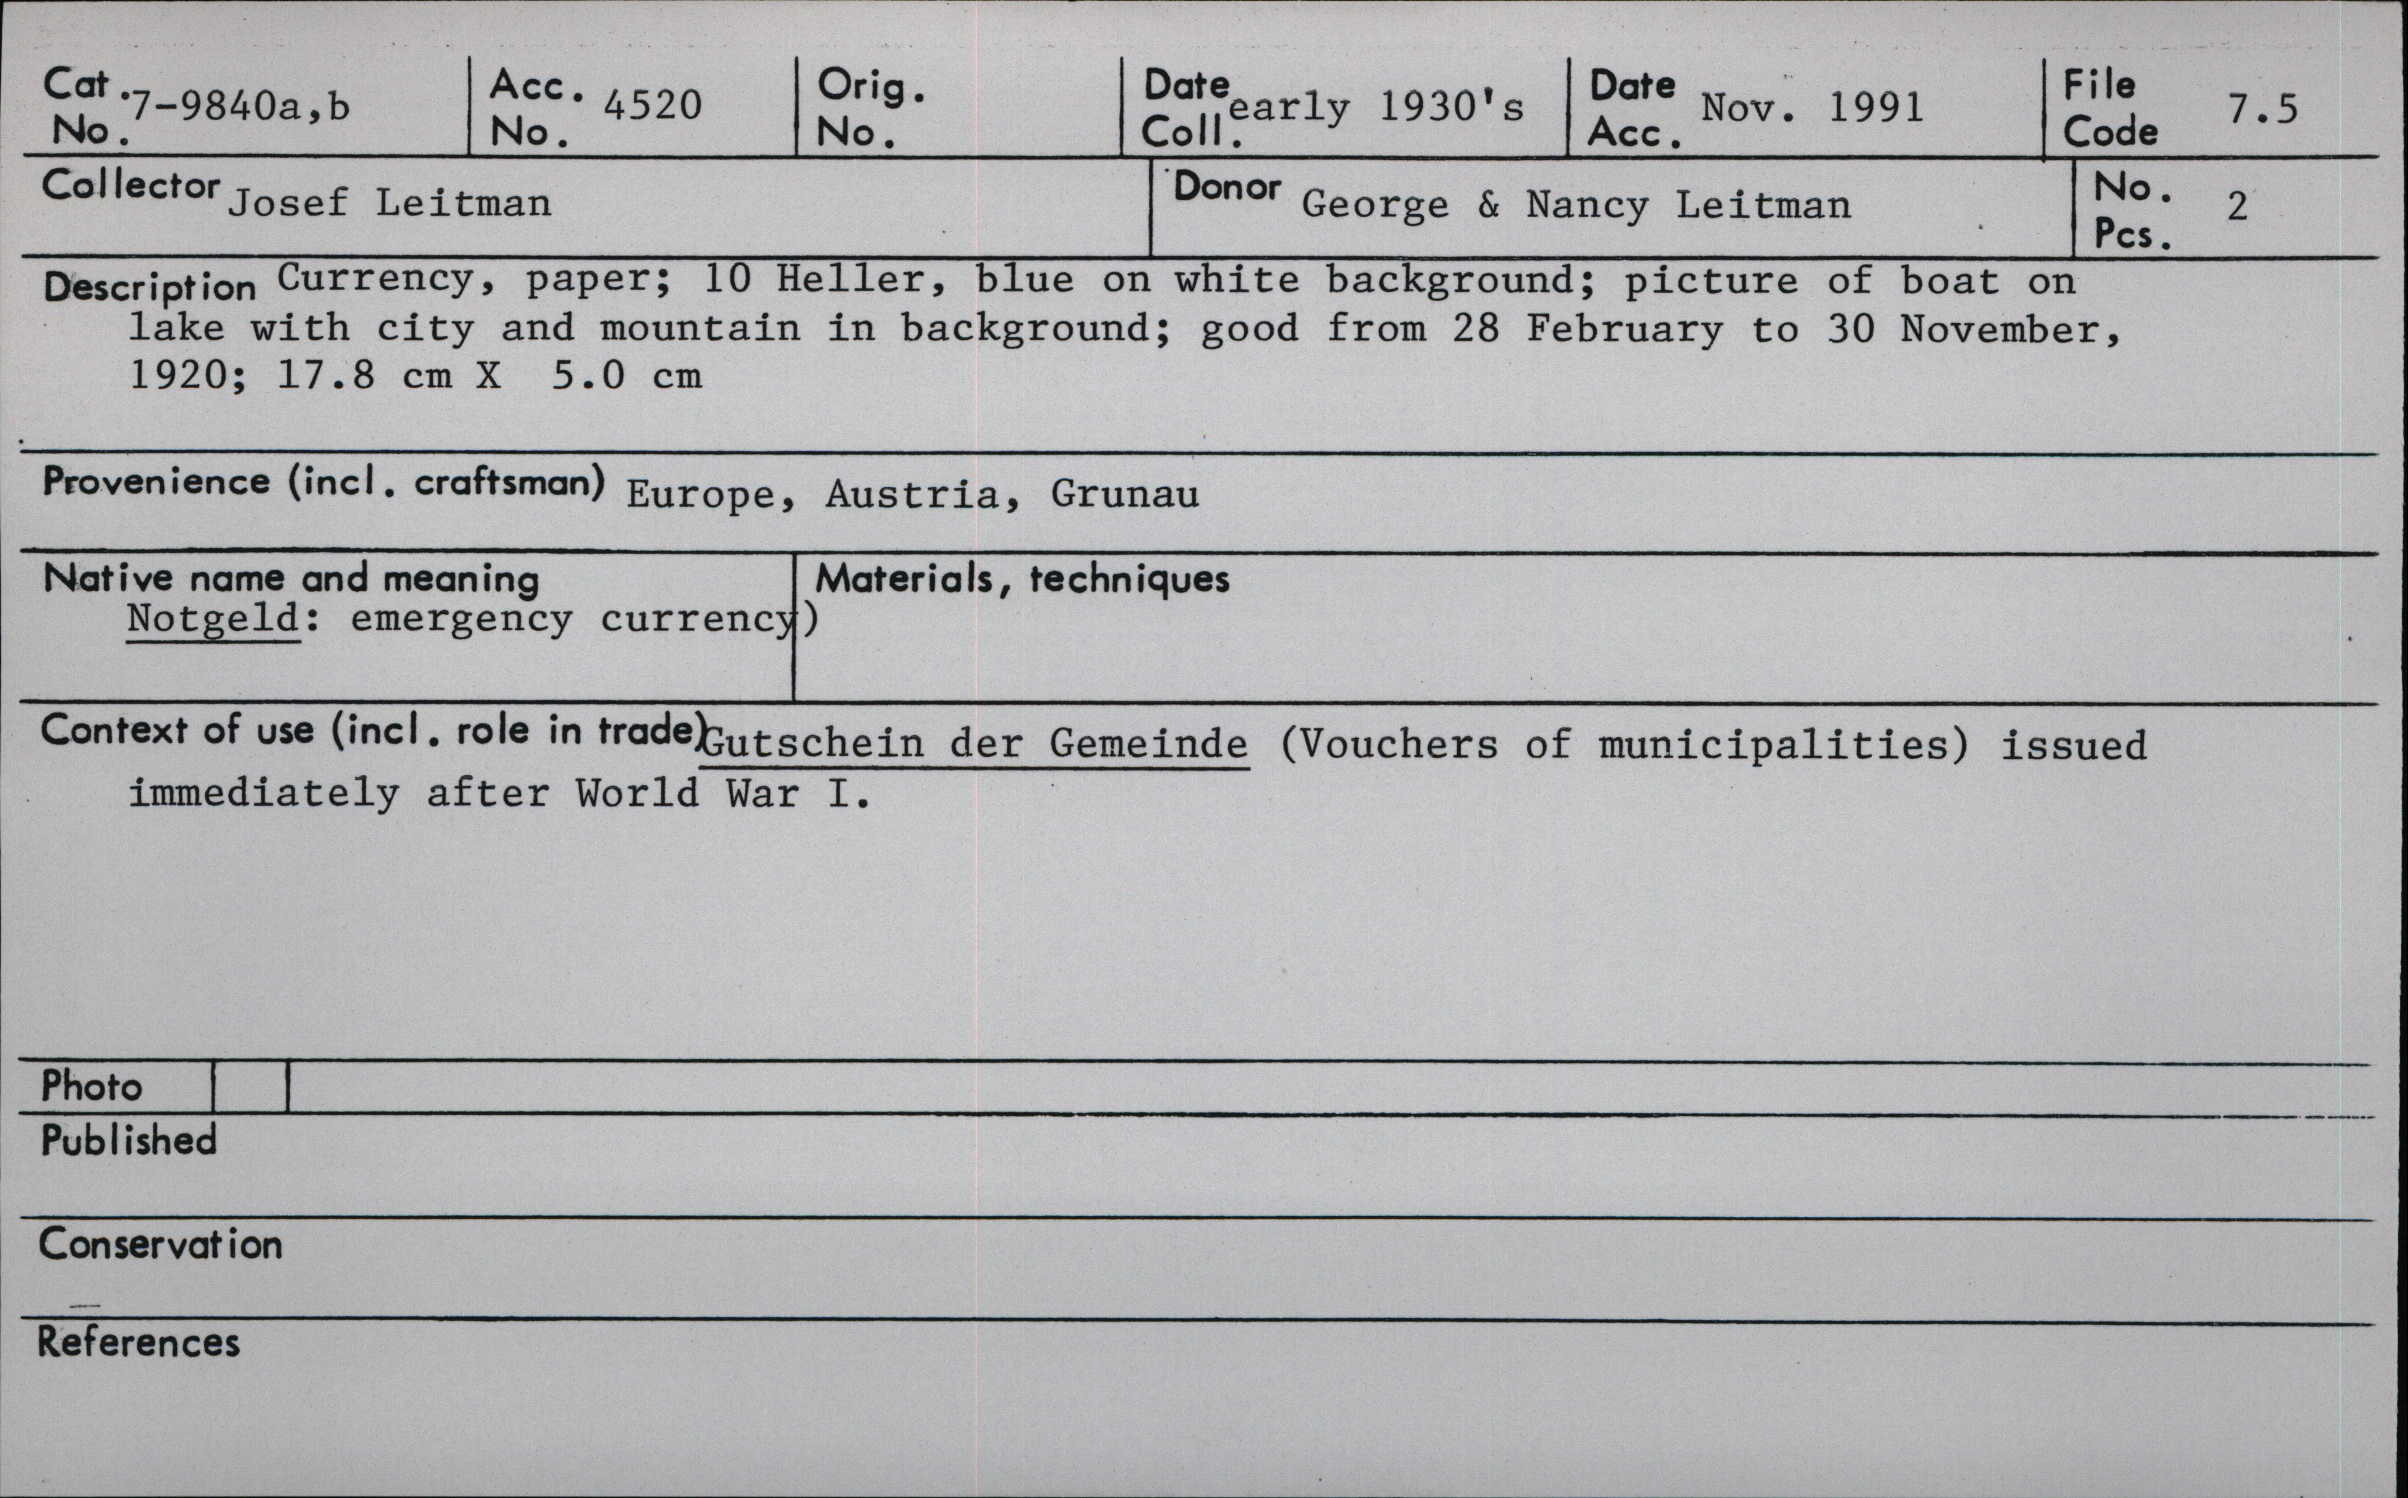 Cat. No. 7-9840a,b
Acc. No. 4520
Orig. No.
Date Coll. early 1930's
Date Acc. Nov. 1991
File Code 7.5
Collector Josef Leitman
Donor George & Nancy Leitman
No. Pcs. 2
Description Currency, paper; 10 Heller, blue on white background; picture of boat on
lake with city and mountain in background; good from 28 February to 30 November,
1920; 17.8 cm X 5.0 cm
Provenience (incl. craftsman) Europe, Austria, Grunau
Native name and meaning
Notgeld: emergency currency)
Materials, techniques
Context of use (incl. role in trade) Gutschein der Gemeinde (Vouchers of municipalities) issued
immediately after World War I.
Photo
Published
Conservation
References